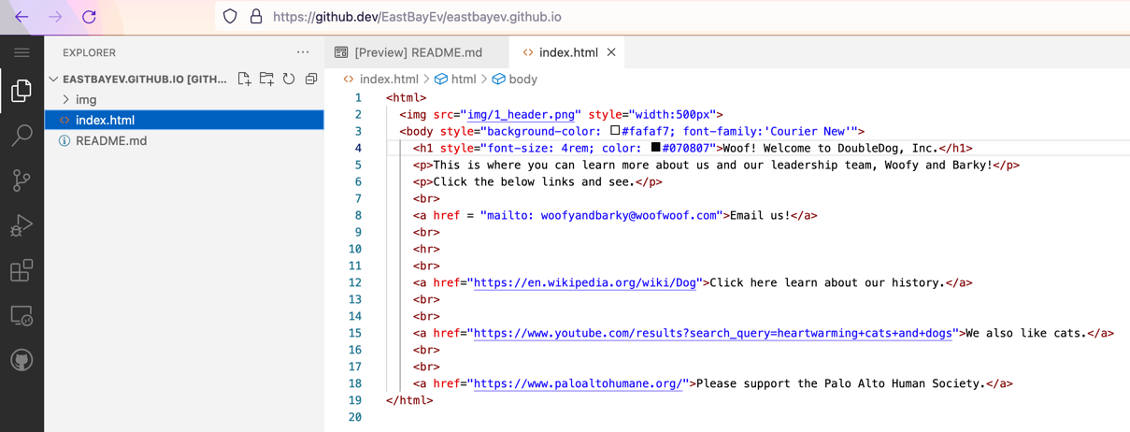 https://github.dev/EastBayEv/eastbayev.github.io
EXPLORER
EASTBAYEV.GITHUB.IO [GITH...
img
index.html
README.md
[Preview] README.md
index.html
index.html > html > body
1 <html>
2 <img src="img/1_header.png" style="width:500px">
3 <body style="background-color: #fafaf7; font-family:'Courier New'">
4 <h1 style="font-size: 4rem; color: #070807">Woof! Welcome to DoubleDog, Inc.</h1>
5 <p>This is where you can learn more about us and our leadership team, Woofy and Barky!</p>
6 <p>Click the below links and see.</p>
7 <br>
8 <a href = "mailto: woofyandbarky@woofwoof.com">Email us!</a>
9 <br>
10 <hr>
11 <br>
12 <a href="https://en.wikipedia.org/wiki/Dog">Click here learn about our history.</a>
13 <br>
14 <br>
15 <a href="https://www.youtube.com/results?search_query=heartwarming+cats+and+dogs">We also like cats.</a>
16 <br>
17 <br>
18 <a href="https://www.paloaltohumane.org/">Please support the Palo Alto Human Society.</a>
19 </html>
20